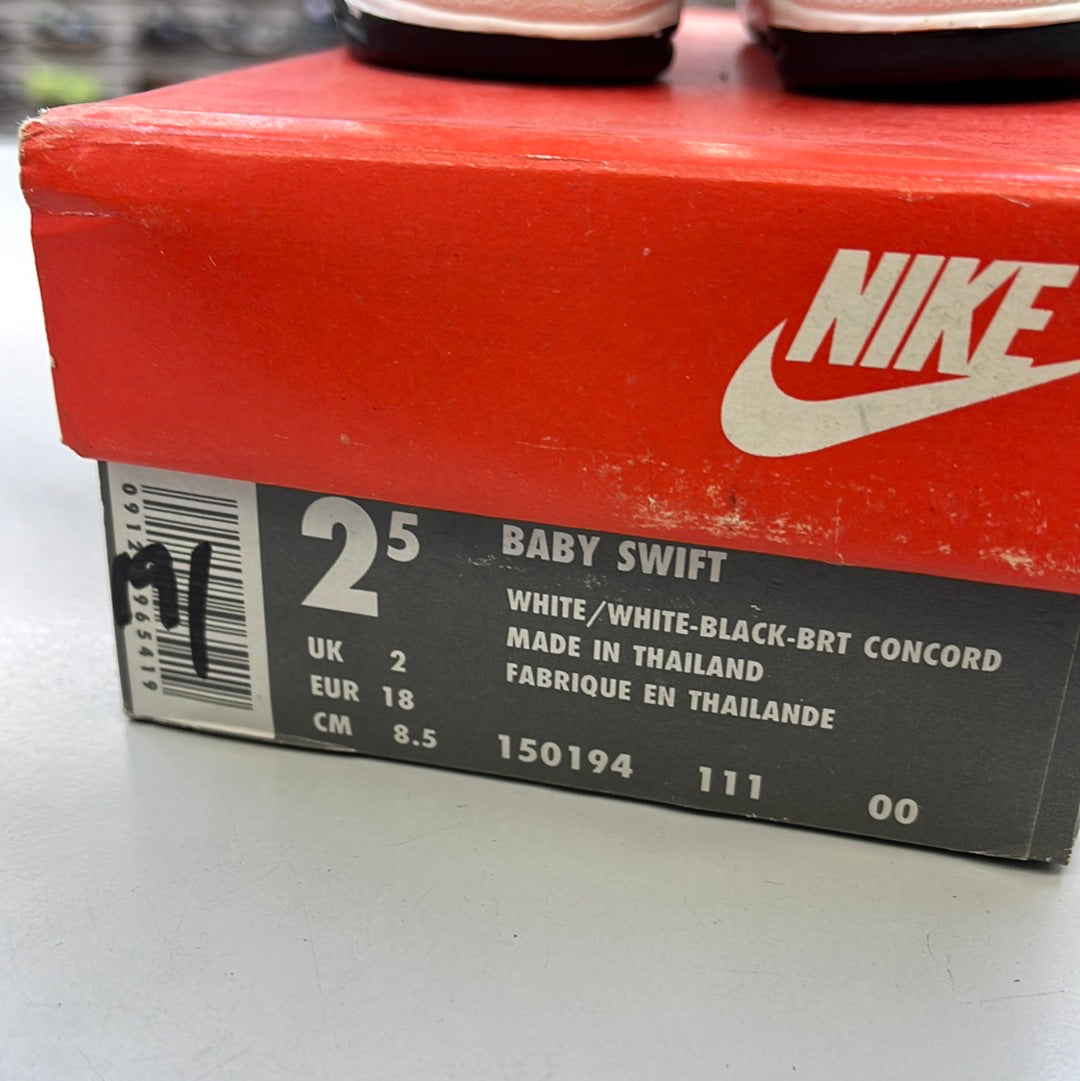 NIKE
2 5
BABY SWIFT
WHITE/WHITE-BLACK-BRT CONCORD
MADE IN THAILAND
FABRIQUE EN THAILANDE
UK 2
EUR 18
CM 8.5
150194 111 00